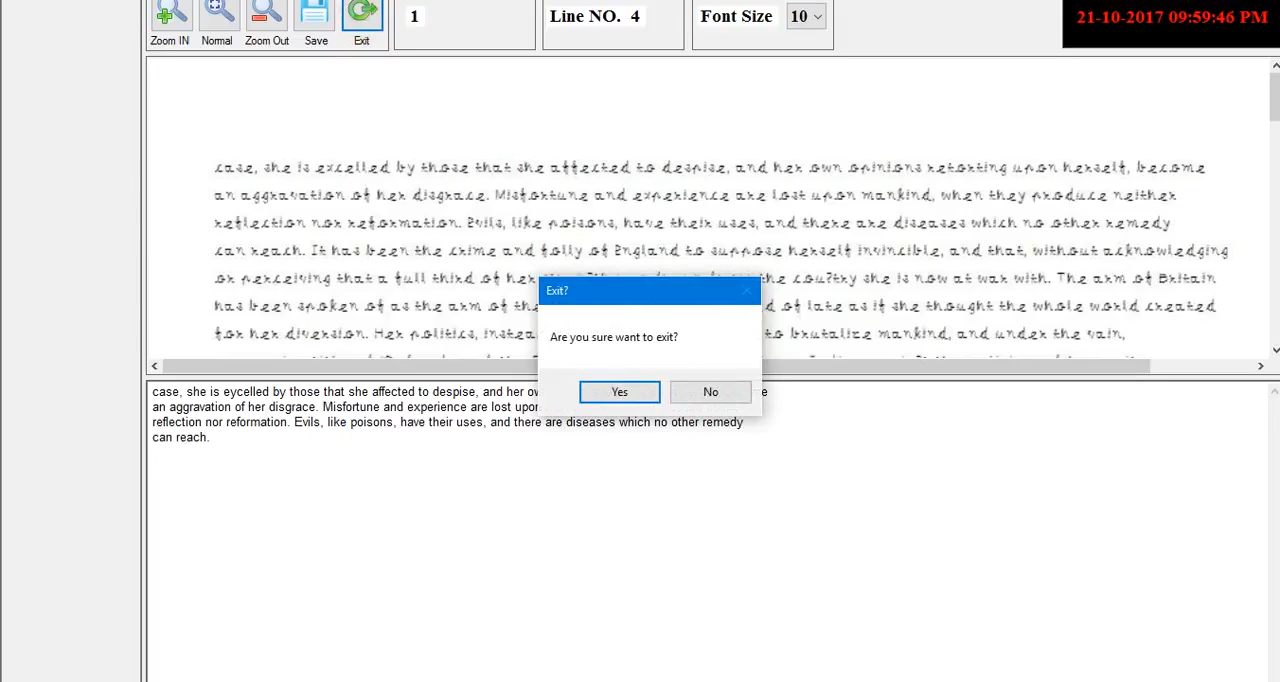 1
Line NO. 4
Font Size 10
21-10-2017 09:59:46 PM
Zoom IN Normal Zoom Out Save Exit
case, she is excelled by those that she affected to despise, and her own opinions retorting upon herself, become
an aggravation of her disgrace. Misfortune and experience are lost upon mankind, when they produce neither
reflection nor reformation. Evils, like poisons, have their uses, and there are diseases which no other remedy
can reach. It has been the crime and folly of England to suppose herself invincible, and that, without acknowledging
or perceiving that a full third of her the cou?try she is now at war with. The arm of Britain
has been spoken of as the arm of the of late as if she thought the whole world created
for her diversion. Her politics, instea to brutalize mankind, and under the vain,
Exit?
Are you sure want to exit?
Yes No
case, she is eycelled by those that she affected to despise, and her ow e
an aggravation of her disgrace. Misfortune and experience are lost upon
reflection nor reformation. Evils, like poisons, have their uses, and there are diseases which no other remedy
can reach.